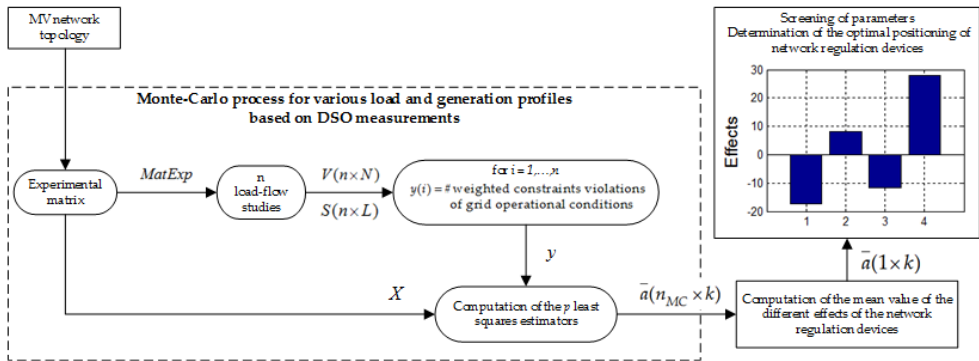 MV network
topology
Monte-Carlo process for various load and generation profiles
based on DSO measurements
Experimental
matrix
MatExp
n
load-flow
studies
V(n×N)
S(n×L)
for i = 1,…,n
y(i) = # weighted constraints violations
of grid operational conditions
y
X
Computation of the p least
squares estimators
a̅(n_MC × k)
Computation of the mean value of the
different effects of the network
regulation devices
a̅(1×k)
Screening of parameters
Determination of the optimal positioning of
network regulation devices
Effects
30
20
10
0
-10
-20
1 2 3 4